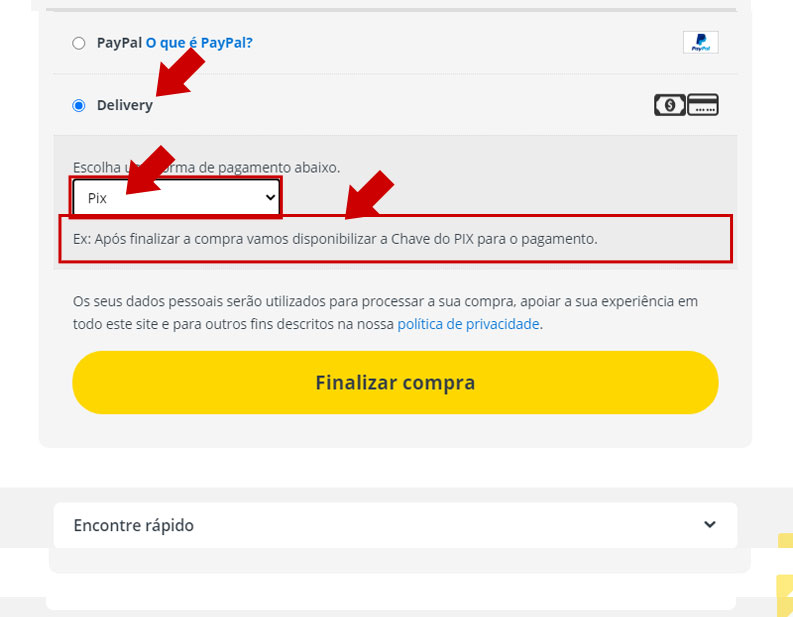 PayPal O que é PayPal?
PayPal
Delivery
Escolha forma de pagamento abaixo.
Pix
Ex: Após finalizar a compra vamos disponibilizar a Chave do PIX para o pagamento.
Os seus dados pessoais serão utilizados para processar a sua compra, apoiar a sua experiência em
todo este site e para outros fins descritos na nossa política de privacidade.
Finalizar compra
Encontre rápido